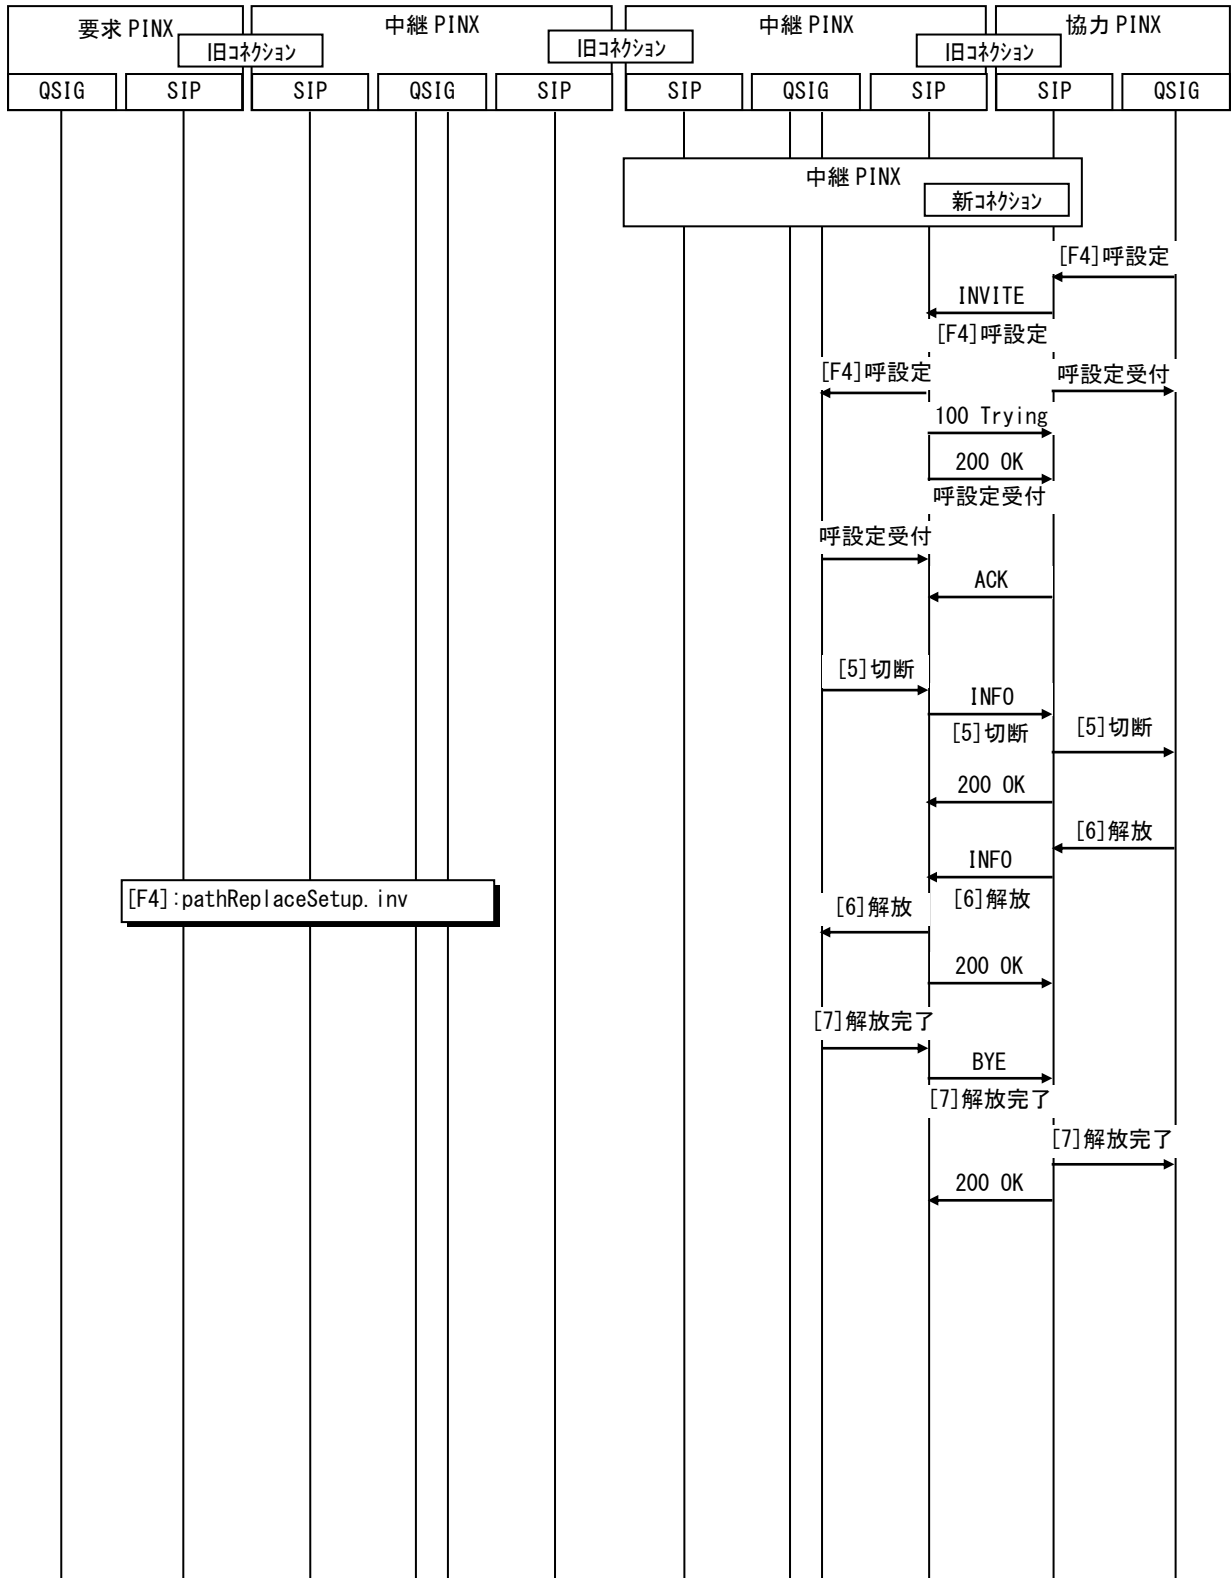 要求 PINX
中継 PINX
中継 PINX
協力 PINX
旧ｺﾈｸｼｮﾝ
旧ｺﾈｸｼｮﾝ
旧ｺﾈｸｼｮﾝ
QSIG
SIP
SIP
QSIG
SIP
SIP
QSIG
SIP
SIP
QSIG
中継 PINX
新ｺﾈｸｼｮﾝ
[F4]呼設定
INVITE
[F4]呼設定
[F4]呼設定
呼設定受付
100 Trying
200 OK
呼設定受付
呼設定受付
ACK
[5]切断
INFO
[5]切断
[5]切断
200 OK
[6]解放
INFO
[6]解放
[6]解放
[F4]:pathReplaceSetup.inv
200 OK
[7]解放完了
BYE
[7]解放完了
[7]解放完了
200 OK